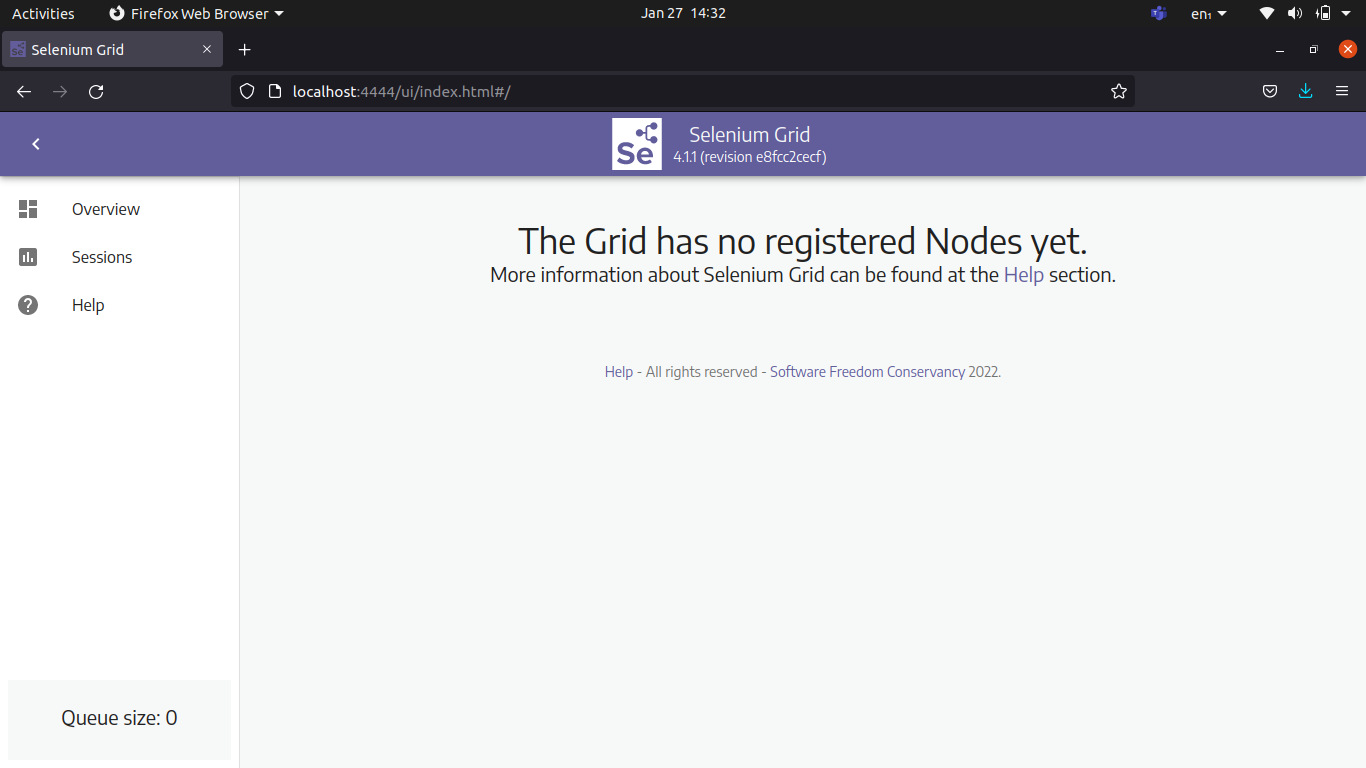 Activities
Firefox Web Browser
Jan 27 14:32
en₁
Selenium Grid
localhost:4444/ui/index.html#/
Se
Selenium Grid
4.1.1 (revision e8fcc2cecf)
Overview
Sessions
Help
The Grid has no registered Nodes yet.
More information about Selenium Grid can be found at the Help section.
Help - All rights reserved - Software Freedom Conservancy 2022.
Queue size: 0